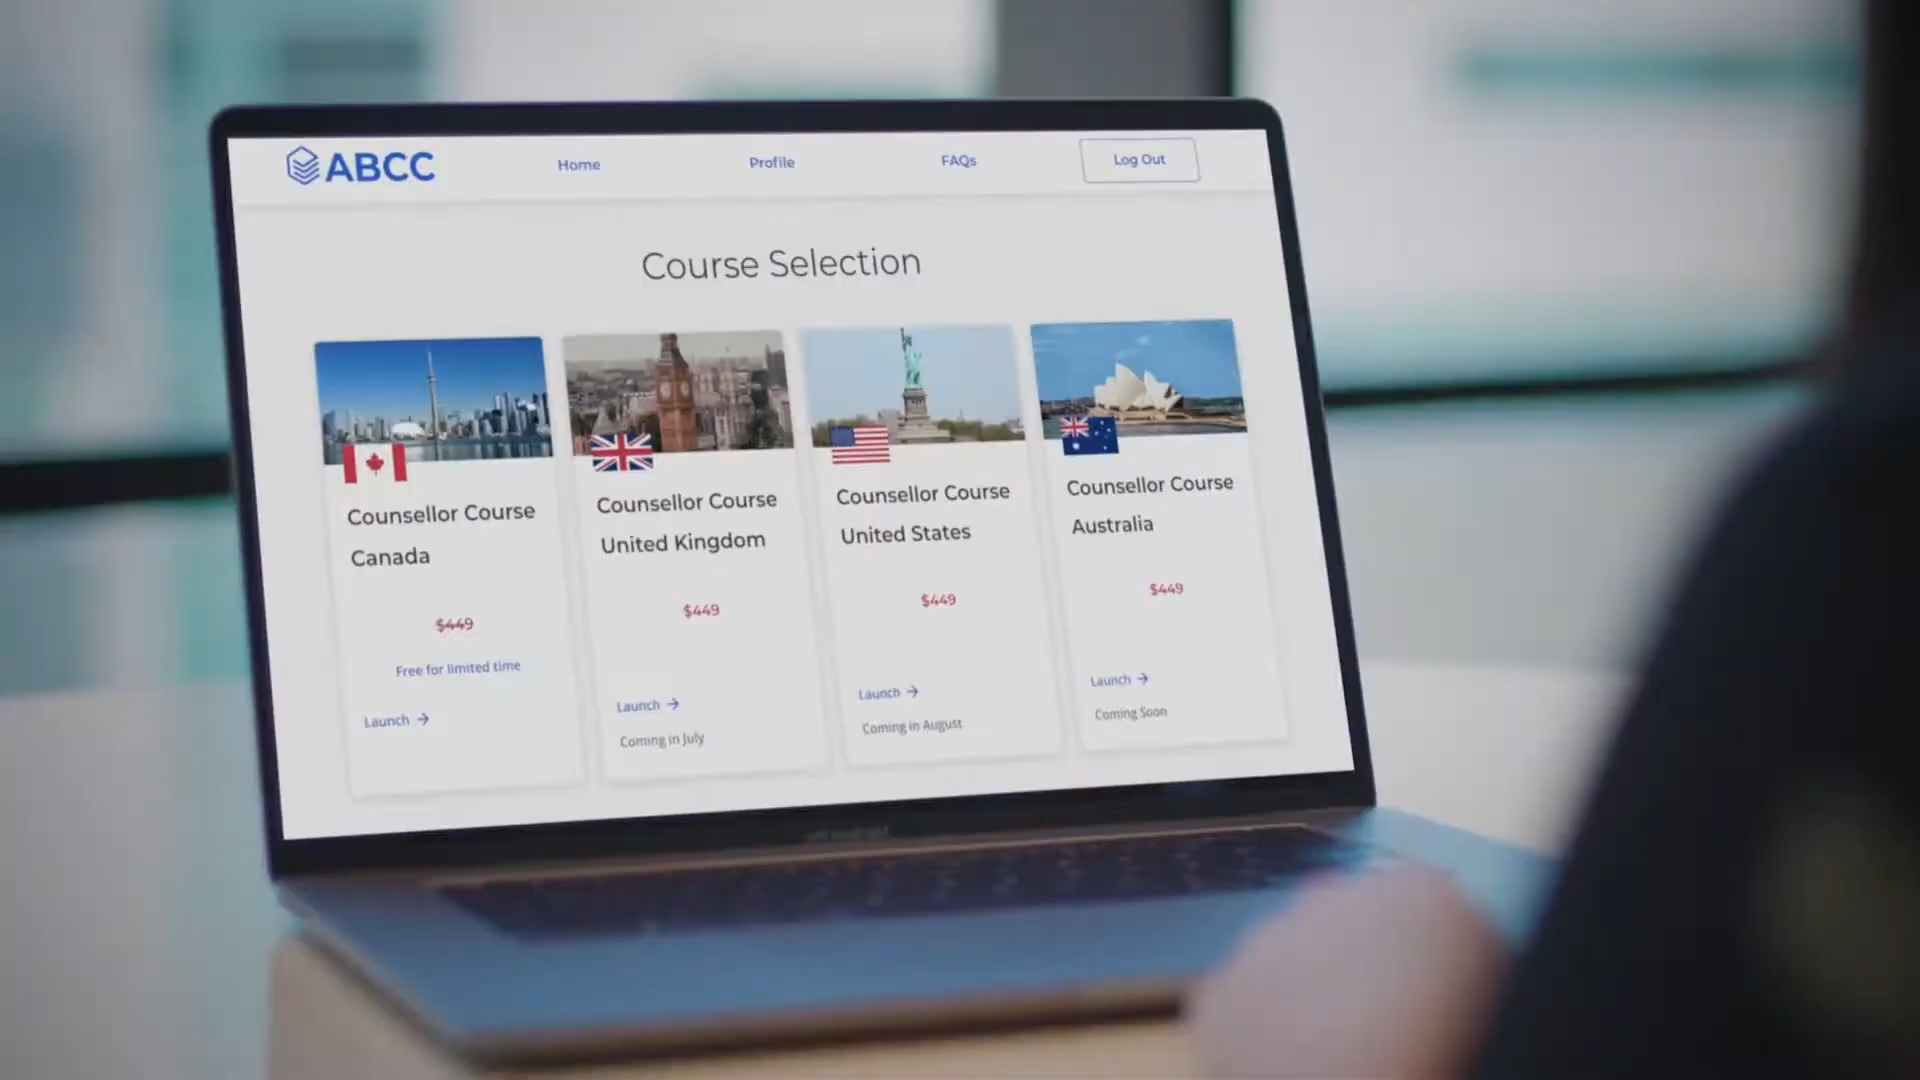 ABCC
Home
Profile
FAQs
Log Out
Course Selection
Counsellor Course
Canada
$449
Free for limited time
Launch →
Counsellor Course
United Kingdom
$449
Launch →
Coming in July
Counsellor Course
United States
$449
Launch →
Coming in August
Counsellor Course
Australia
$449
Launch →
Coming Soon